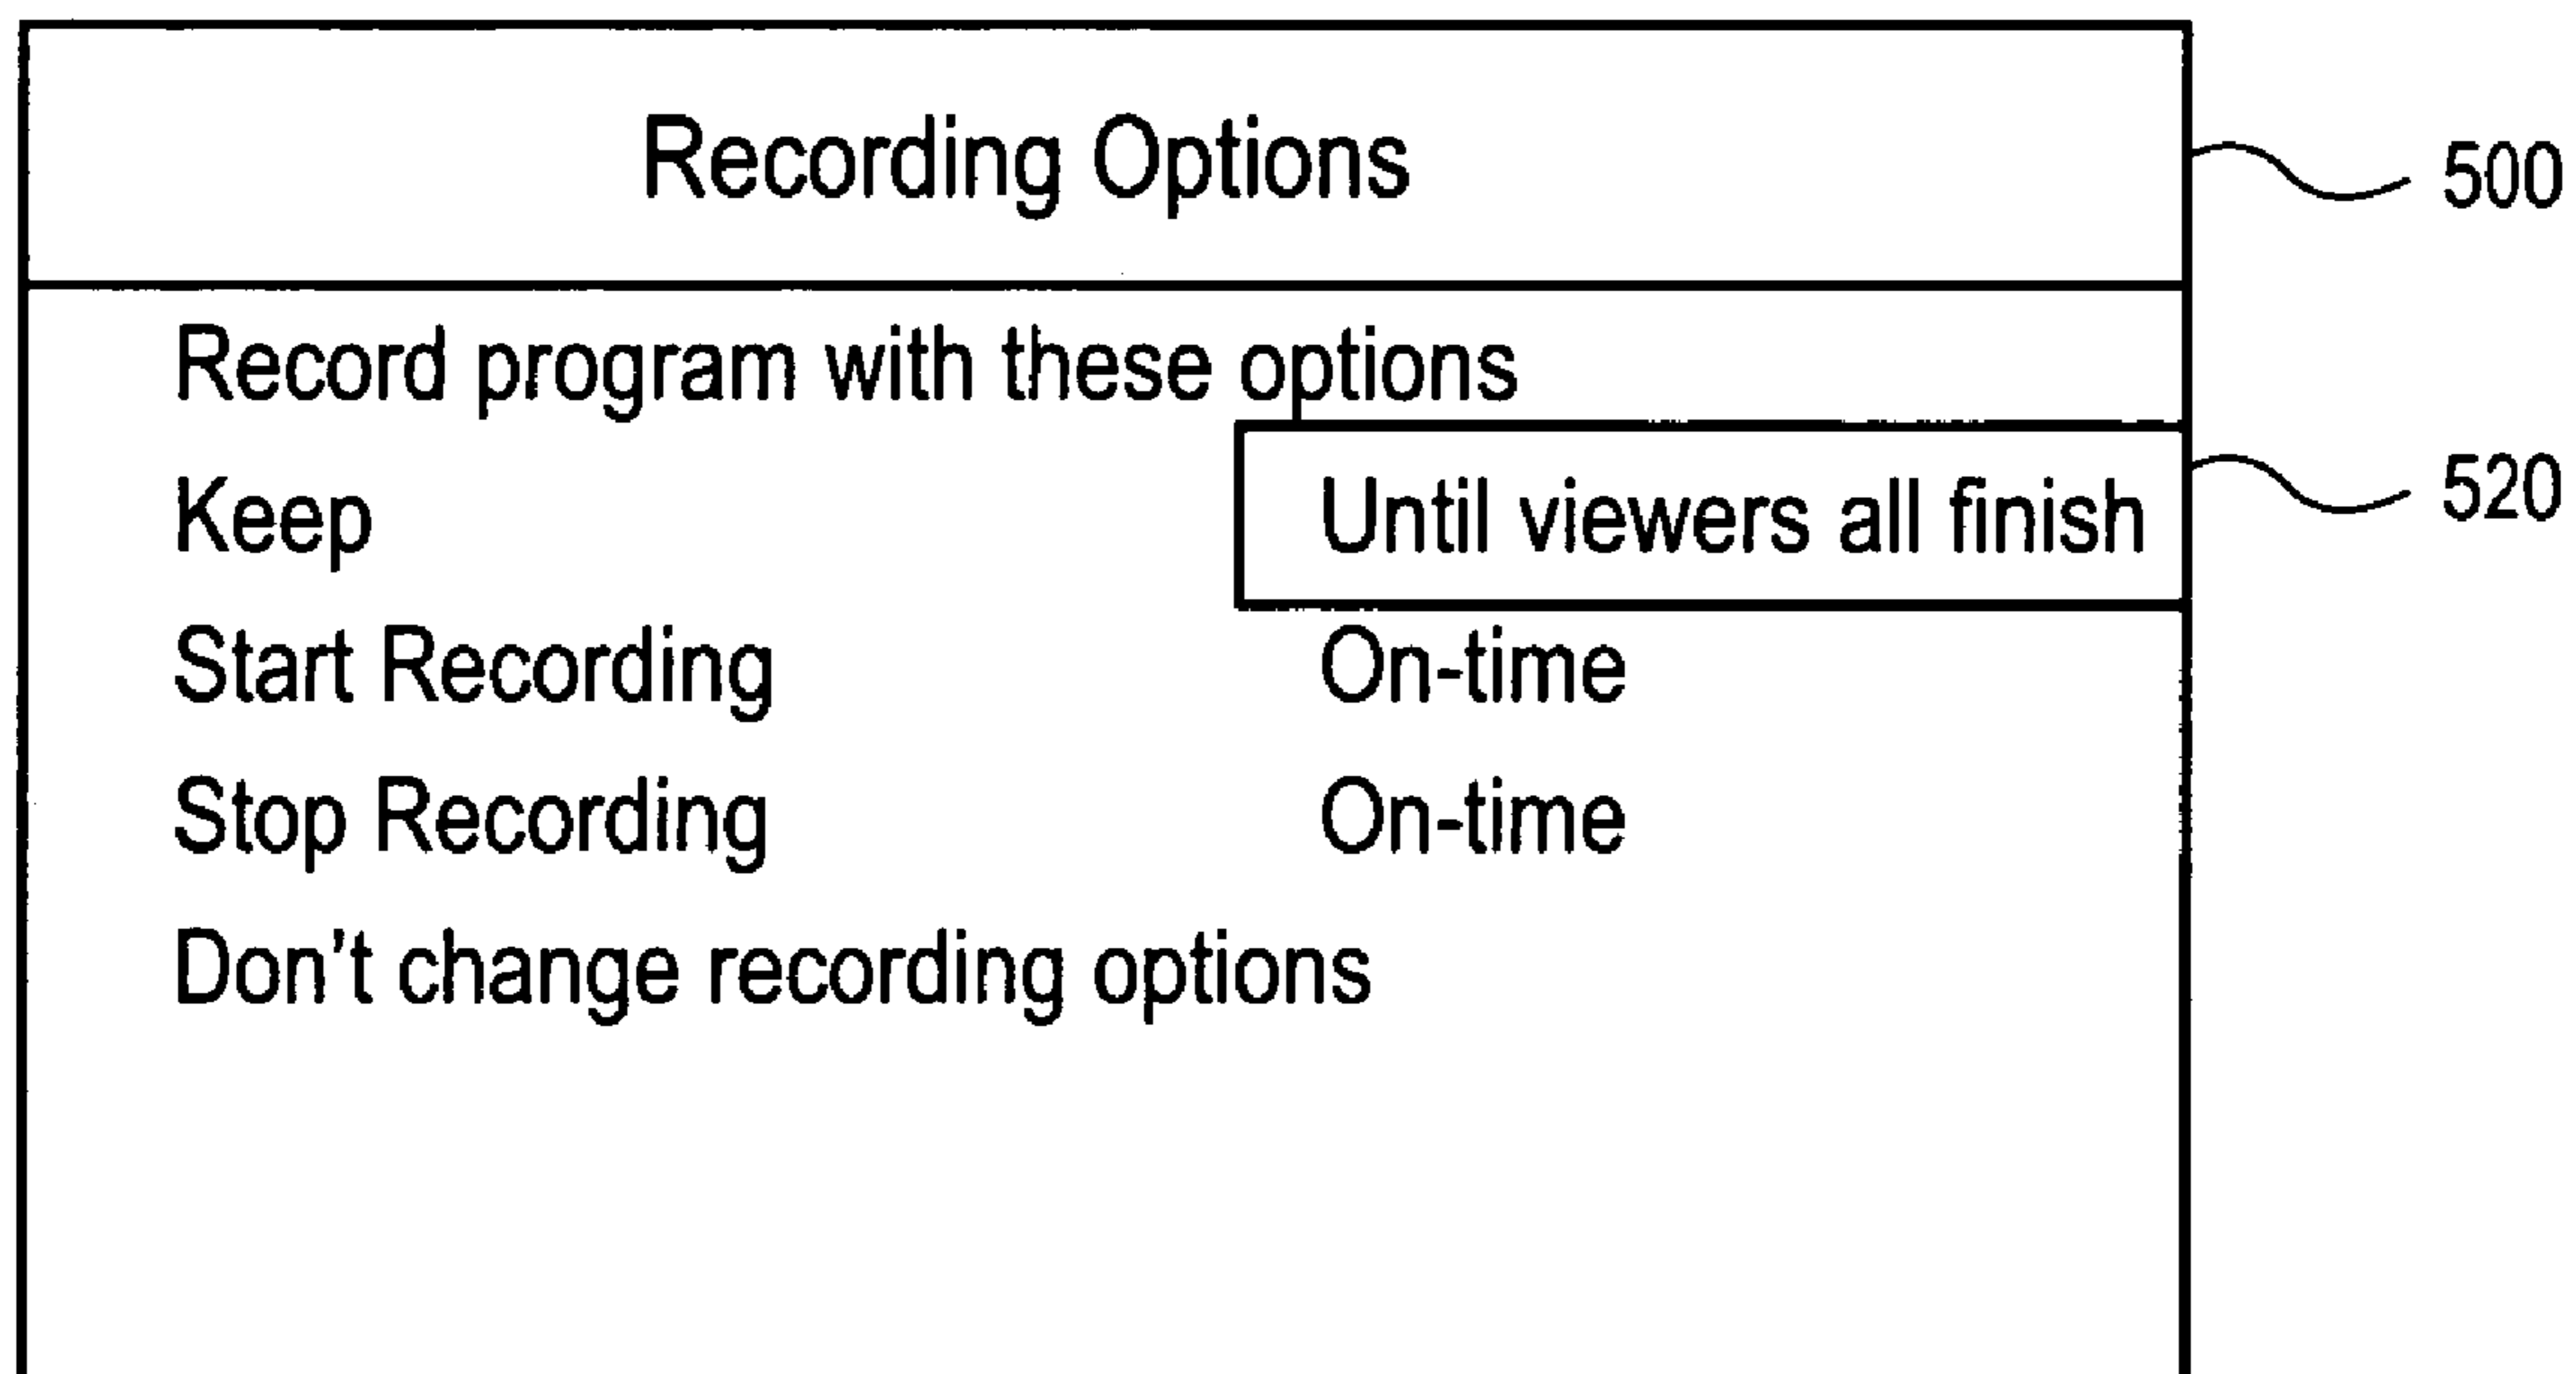 Recording Options 500
Record program with these options
Keep Until viewers all finish 520
Start Recording On-time
Stop Recording On-time
Don't change recording options